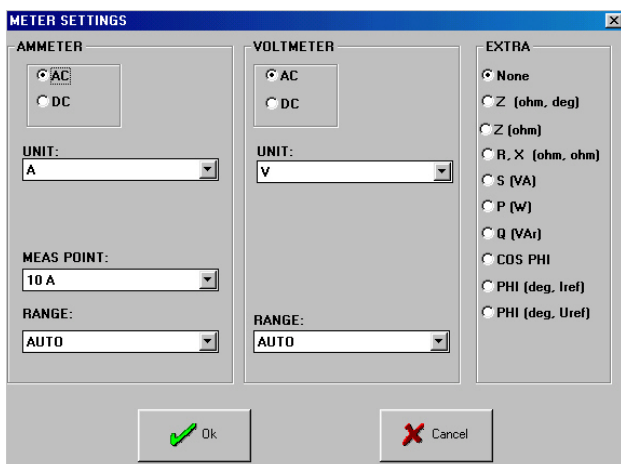 METER SETTINGS
AMMETER
AC
DC
UNIT:
A
MEAS POINT:
10 A
RANGE:
AUTO
VOLTMETER
AC
DC
UNIT:
V
RANGE:
AUTO
EXTRA
None
Z (ohm, deg)
Z (ohm)
R, X (ohm, ohm)
S (VA)
P (W)
Q (VAr)
COS PHI
PHI (deg, Iref)
PHI (deg, Uref)
Ok
Cancel